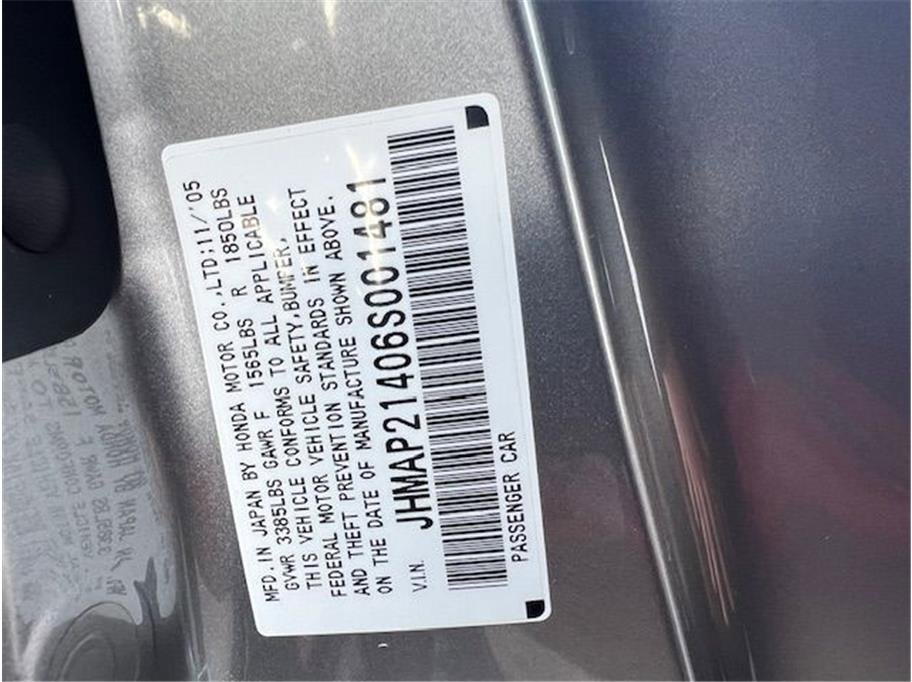 MFD. IN JAPAN BY HONDA MOTOR CO., LTD; 11/'05
GVWR 3385LBS GAWR F 1565LBS R 1850LBS
THIS VEHICLE CONFORMS TO ALL APPLICABLE
FEDERAL MOTOR VEHICLE SAFETY, BUMPER,
AND THEFT PREVENTION STANDARDS IN EFFECT
ON THE DATE OF MANUFACTURE SHOWN ABOVE.
V.I.N. JHMAP21406S001481
PASSENGER CAR